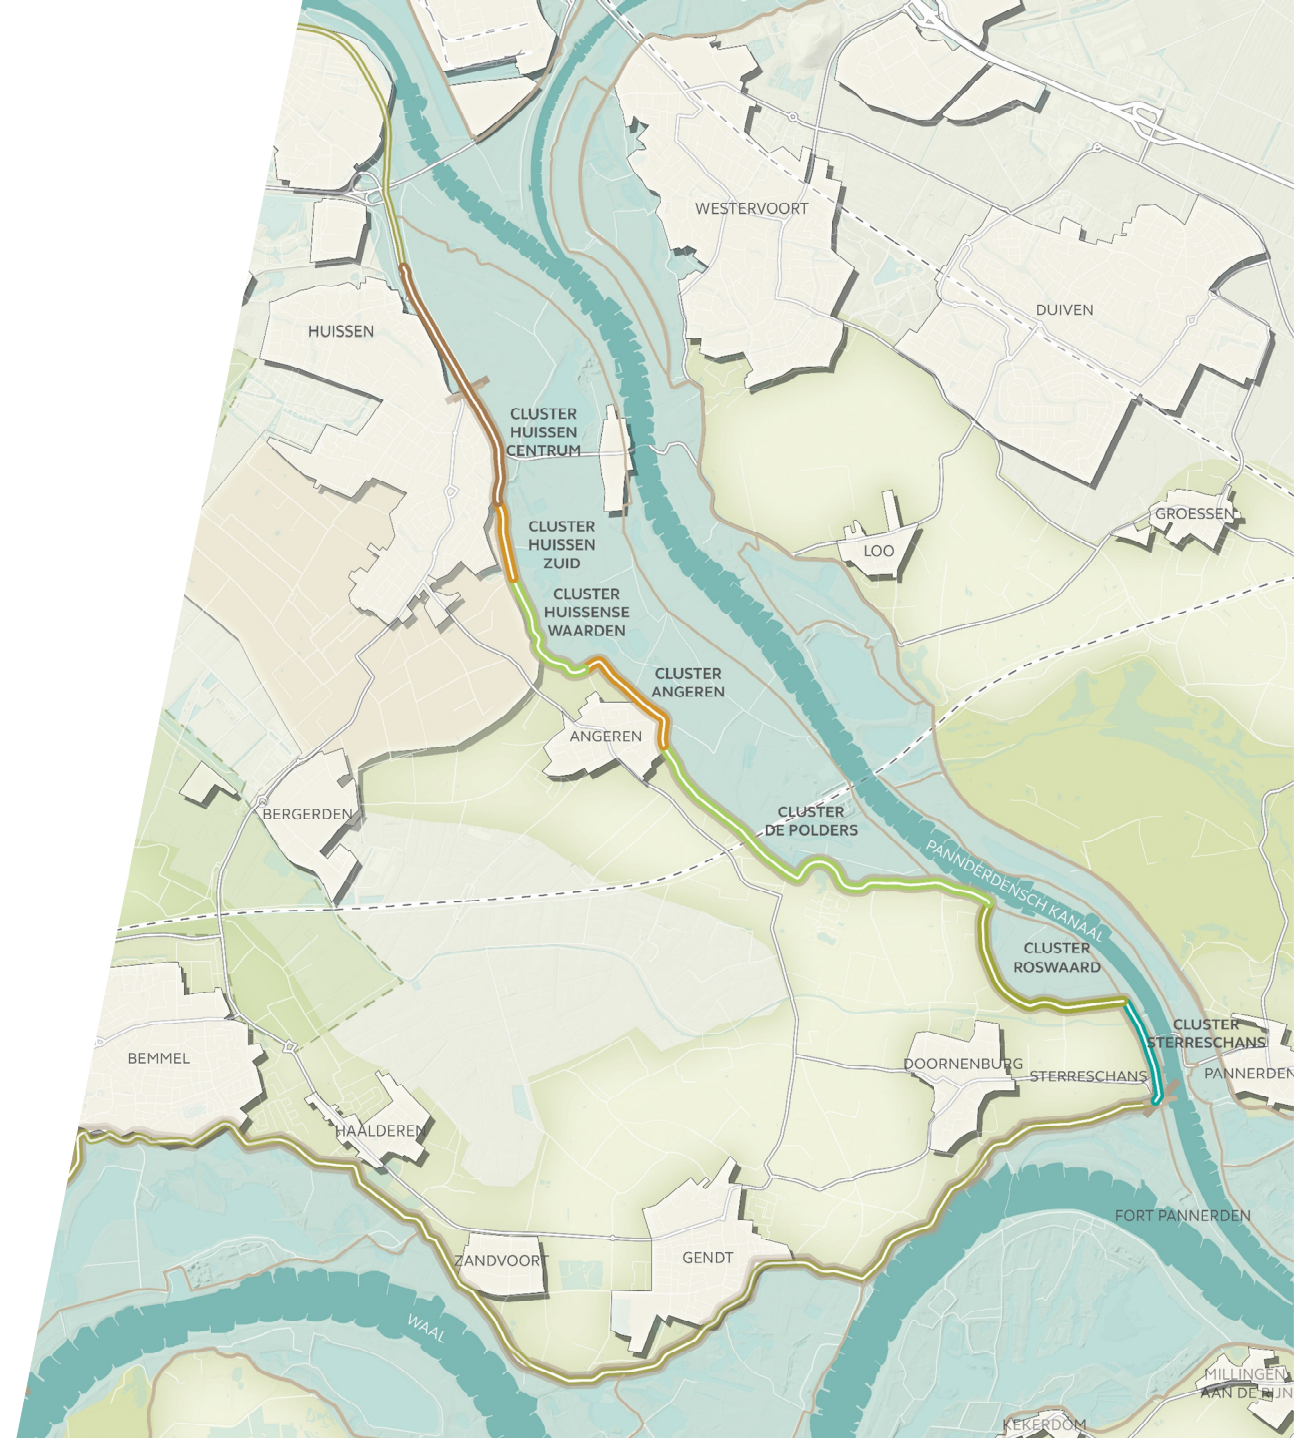 WESTERVOORT
DUIVEN
HUISSEN
CLUSTER
HUISSEN
CENTRUM
GROESSEN
CLUSTER
HUISSEN
ZUID
LOO
CLUSTER
HUISSENSE
WAARDEN
CLUSTER
ANGEREN
ANGEREN
BERGERDEN
CLUSTER
DE POLDERS
PANNDERDENSCH KANAAL
CLUSTER
ROSWAARD
CLUSTER
STERRESCHANS
BEMMEL
DOORNENBURG
STERRESCHANS
PANNERDEN
HAALDEREN
FORT PANNERDEN
ZANDVOORT
GENDT
WAAL
MILLINGEN
AAN DE RIJN
KEKERDOM